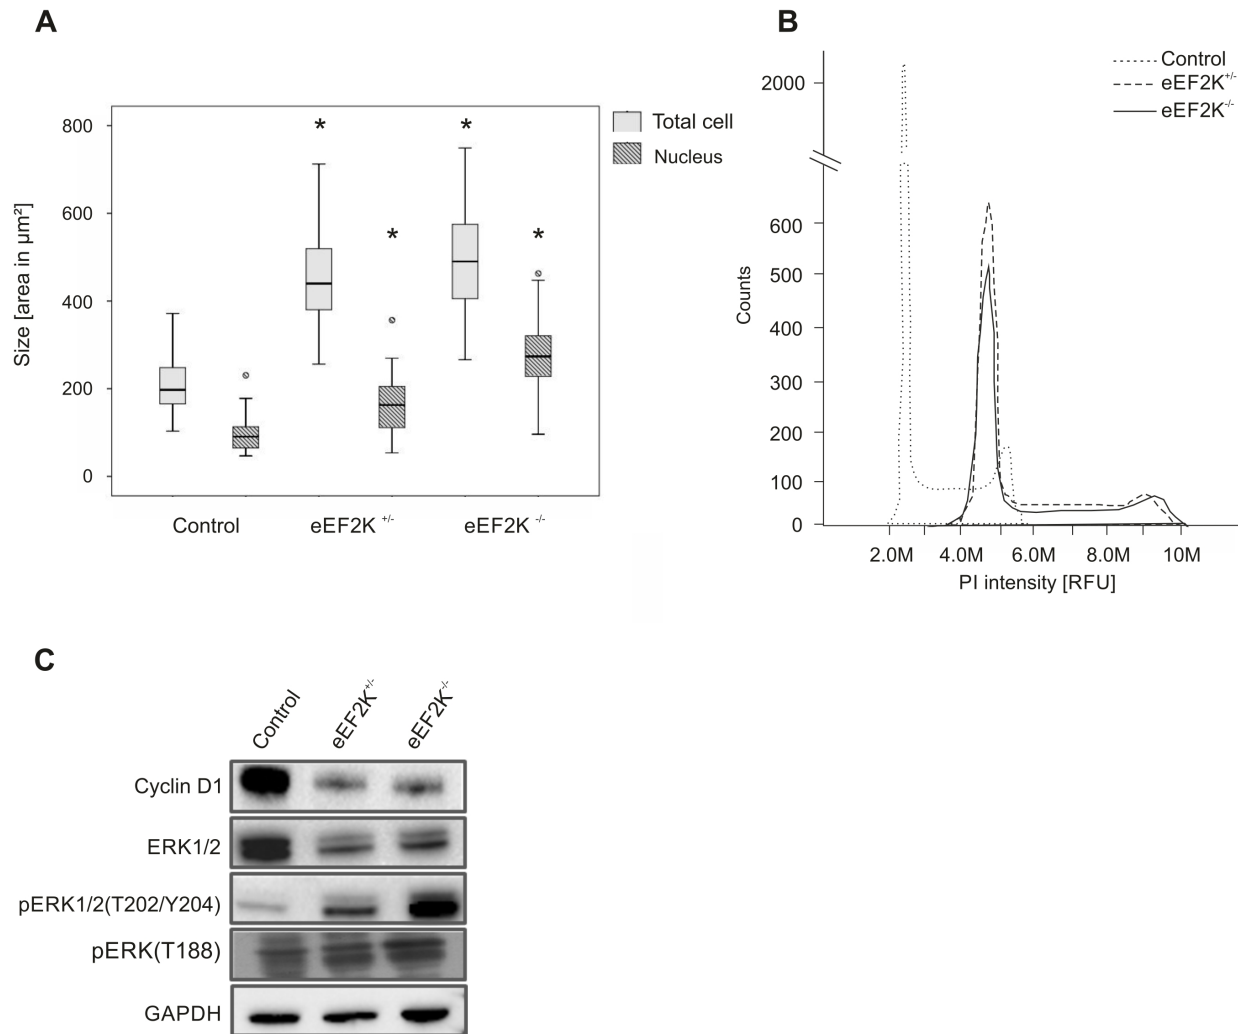 A
800
600
400
200
0
Size [area in µm²]
*
*
*
*
Total cell
Nucleus
Control
eEF2K +/-
eEF2K -/-
B
2000
600
500
400
300
200
100
0
Counts
Control
eEF2K+/-
eEF2K-/-
2.0M 4.0M 6.0M 8.0M 10M
PI intensity [RFU]
C
Control
eEF2K+/-
eEF2K-/-
Cyclin D1
ERK1/2
pERK1/2(T202/Y204)
pERK(T188)
GAPDH